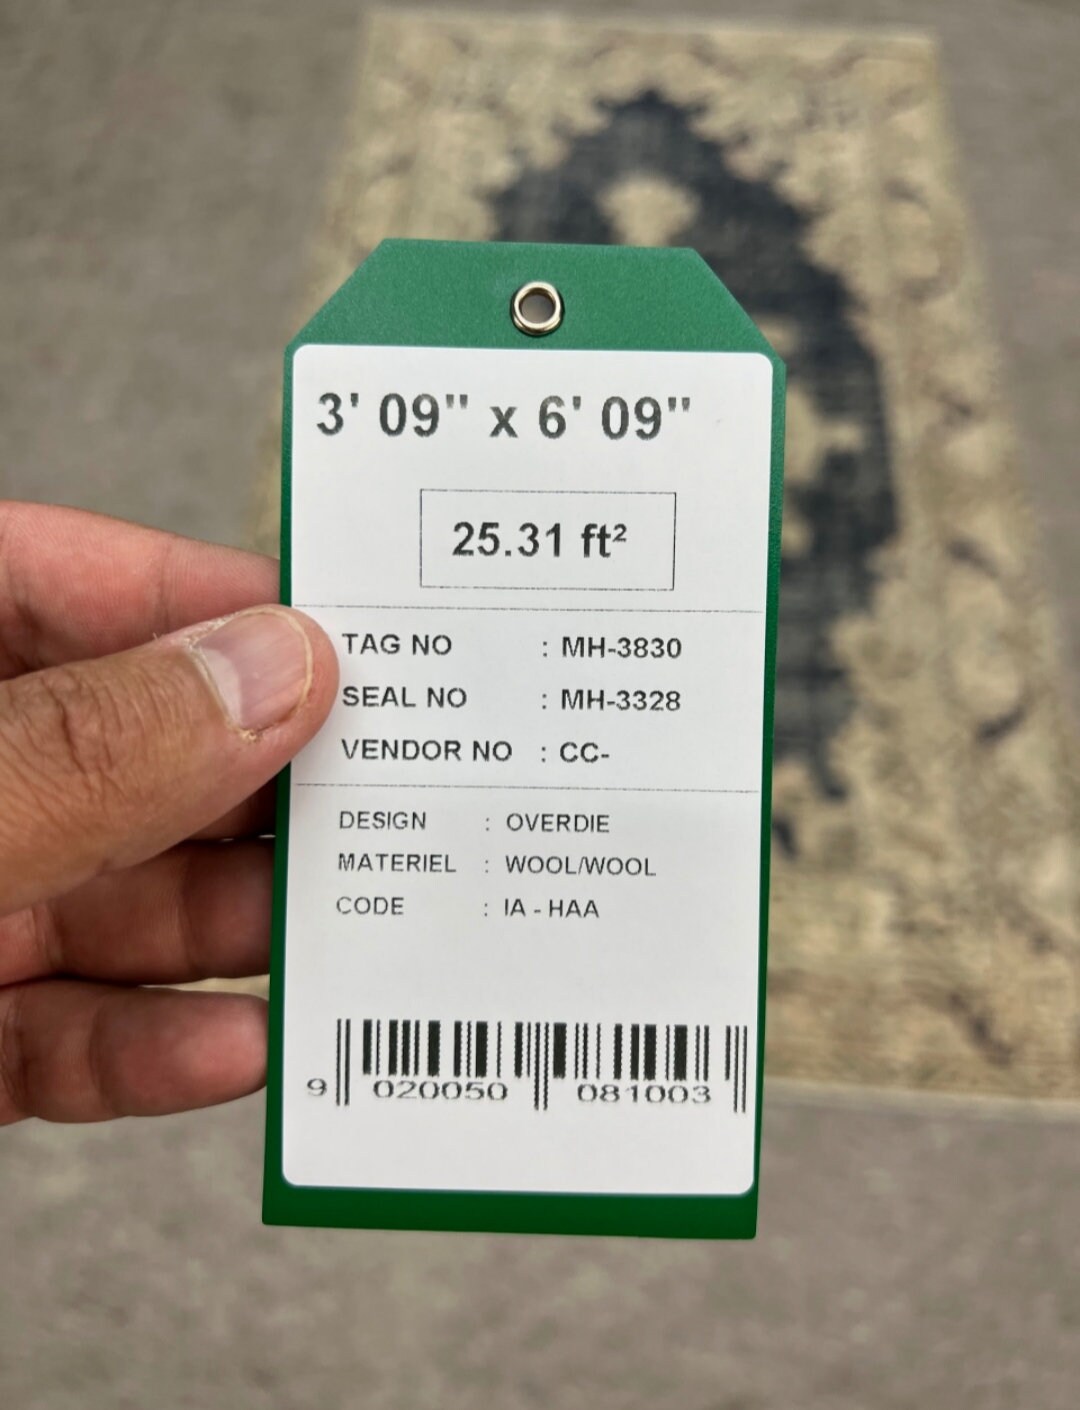 3' 09" x 6' 09"
25.31 ft²
TAG NO : MH-3830
SEAL NO : MH-3328
VENDOR NO : CC-
DESIGN : OVERDIE
MATERIEL : WOOL/WOOL
CODE : IA - HAA
9 020050 081003